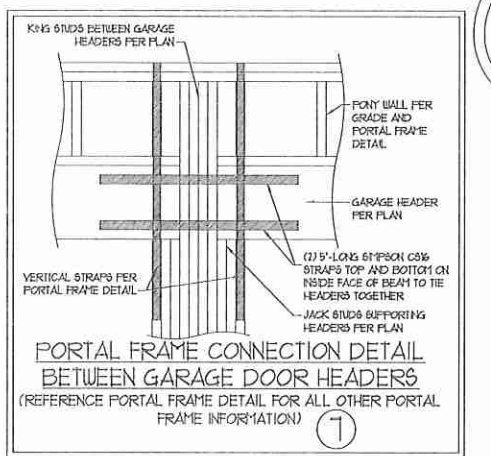 KING STUDS BETWEEN GARAGE
HEADERS PER PLAN
PONY WALL PER
GRADE AND
PORTAL FRAME
DETAIL
GARAGE HEADER
PER PLAN
(2) 5'-LONG SIMPSON CS16
STRAPS TOP AND BOTTOM ON
INSIDE FACE OF BEAM TO TIE
HEADERS TOGETHER
VERTICAL STRAPS PER
PORTAL FRAME DETAIL
JACK STUDS SUPPORTING
HEADERS PER PLAN
PORTAL FRAME CONNECTION DETAIL
BETWEEN GARAGE DOOR HEADERS
(REFERENCE PORTAL FRAME DETAIL FOR ALL OTHER PORTAL
FRAME INFORMATION)
7